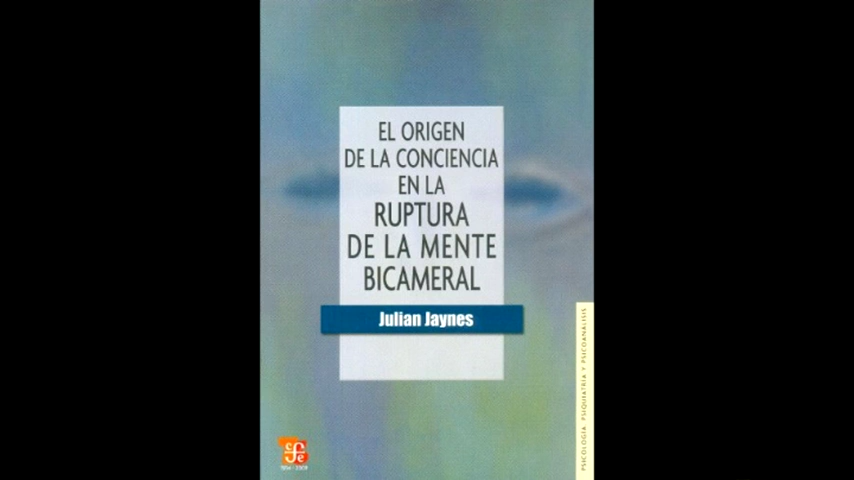 EL ORIGEN
DE LA CONCIENCIA
EN LA
RUPTURA
DE LA MENTE
BICAMERAL
Julian Jaynes
PSICOLOGÍA, PSIQUIATRÍA Y PSICOANÁLISIS